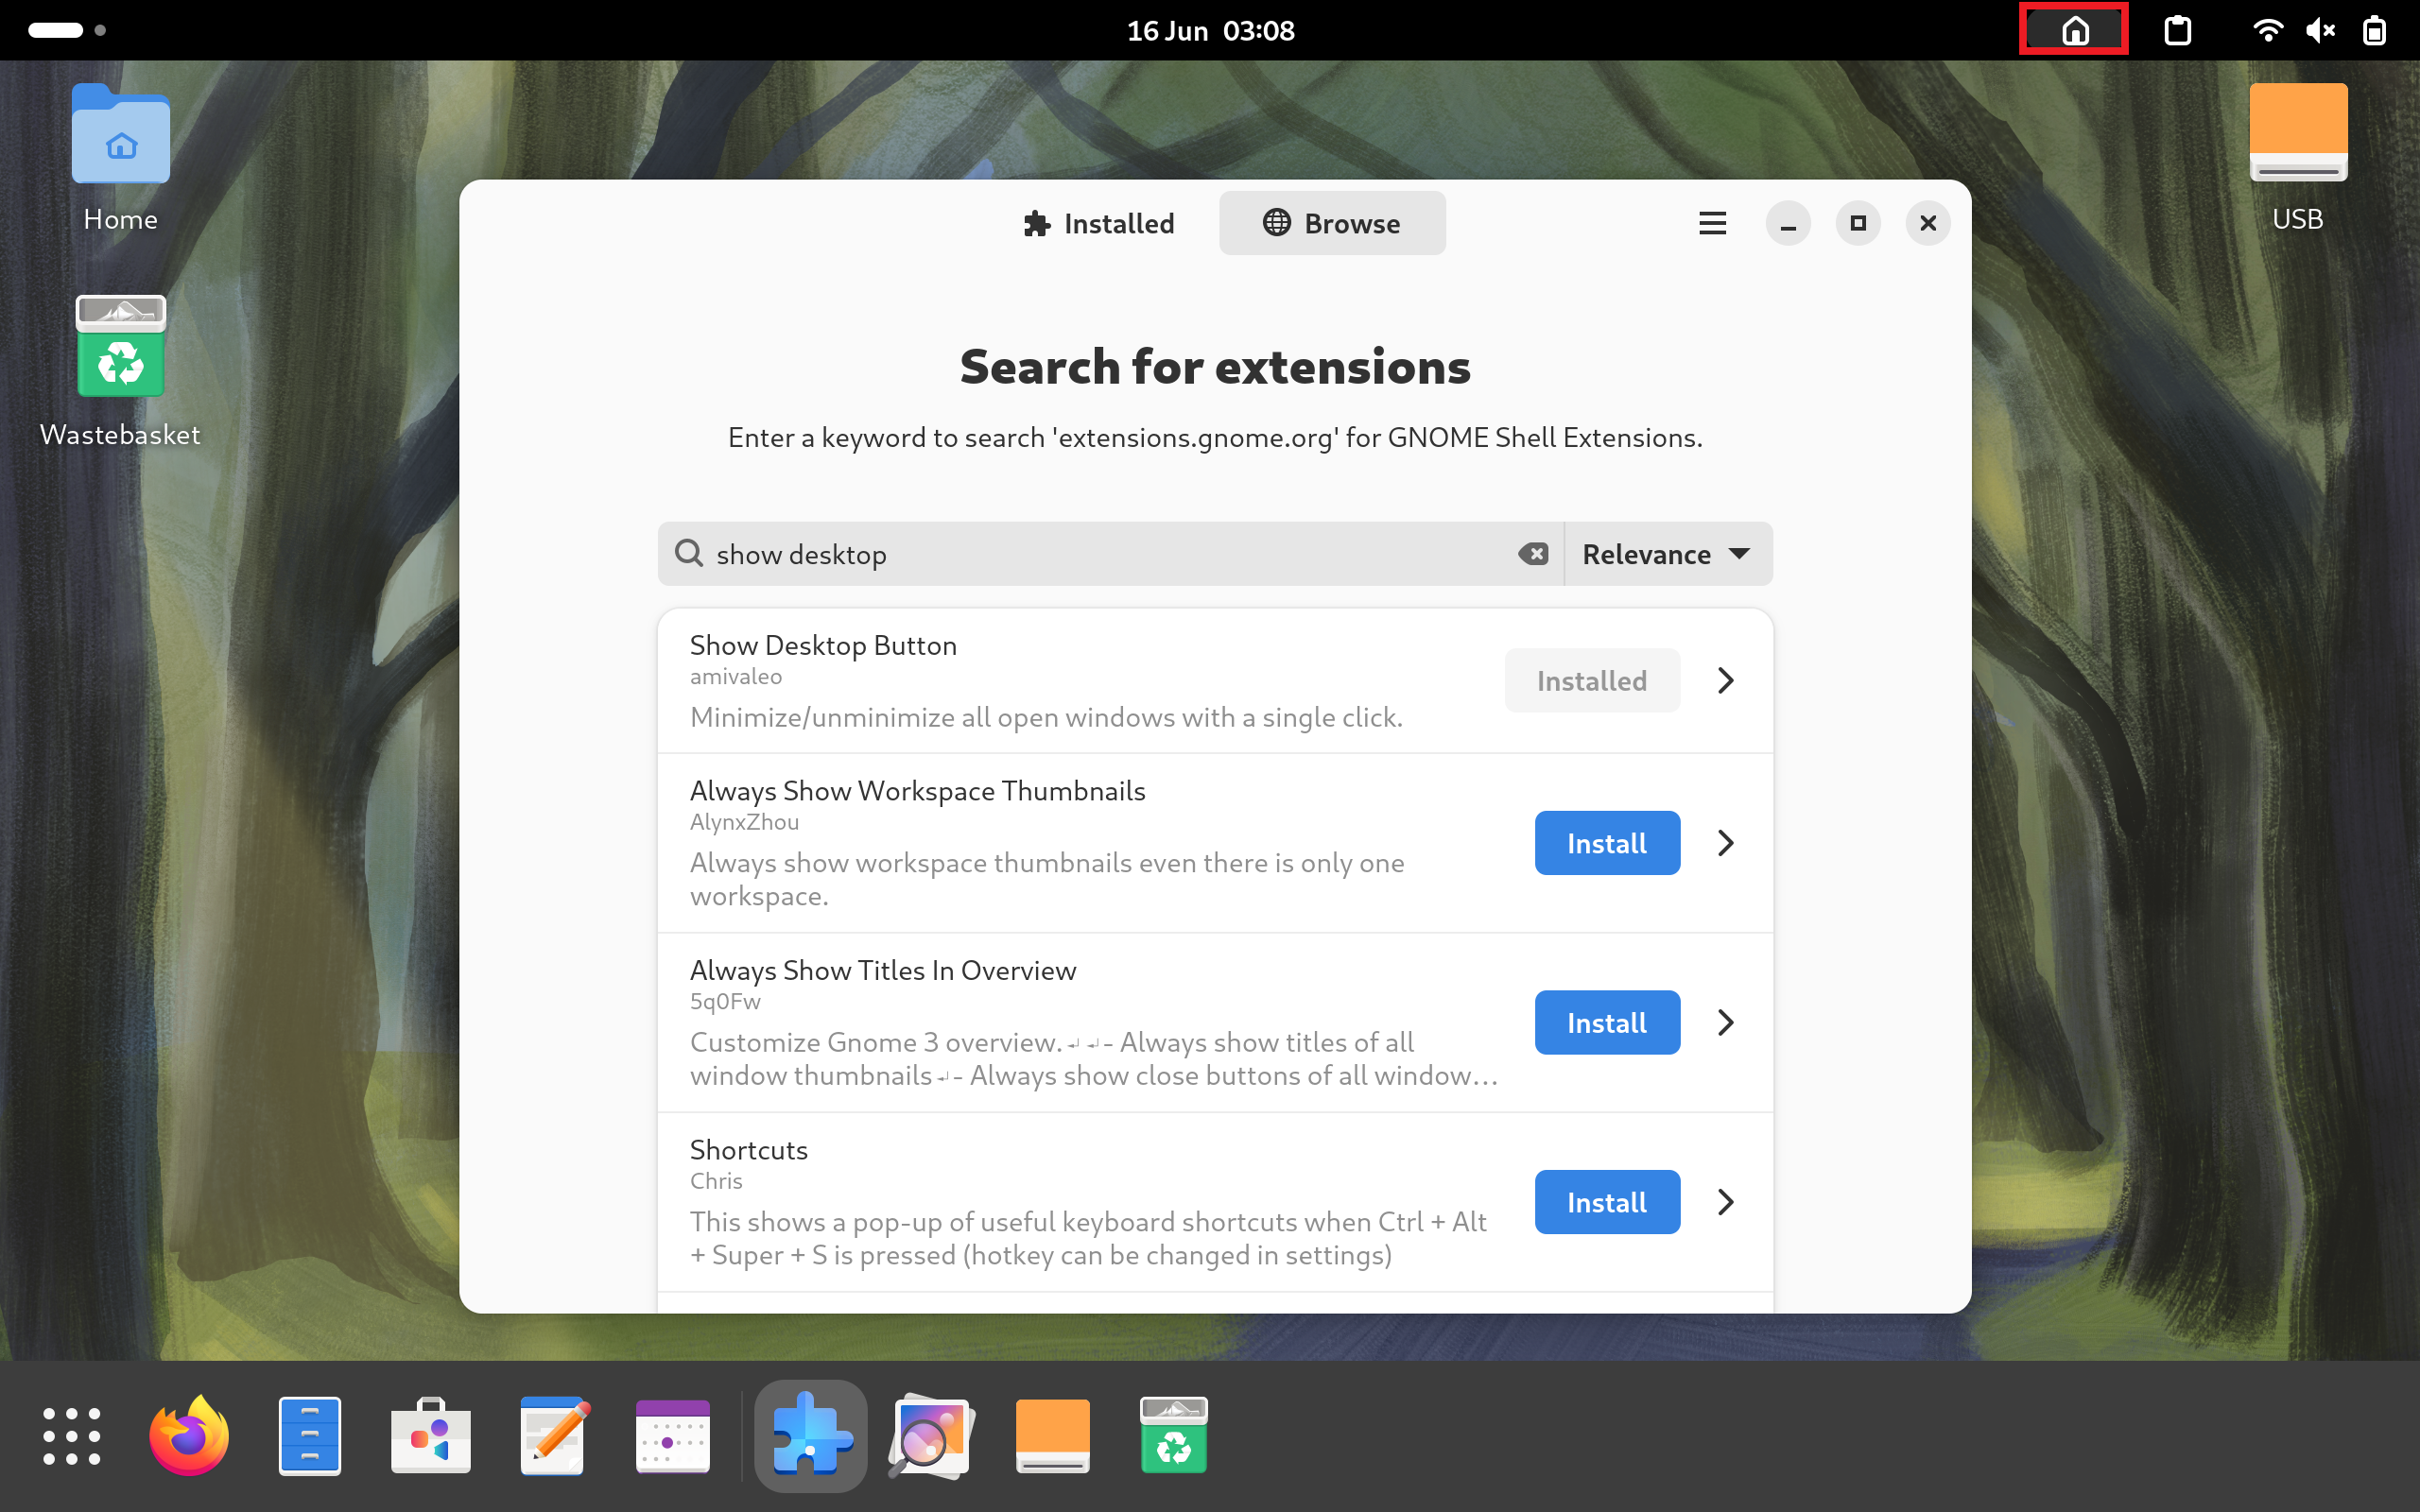 16 Jun 03:08
Home
USB
Wastebasket
Installed
Browse
Search for extensions
Enter a keyword to search 'extensions.gnome.org' for GNOME Shell Extensions.
show desktop
Relevance
Show Desktop Button
amivaleo
Minimize/unminimize all open windows with a single click.
Installed
Always Show Workspace Thumbnails
AlynxZhou
Always show workspace thumbnails even there is only one
workspace.
Install
Always Show Titles In Overview
5q0Fw
Customize Gnome 3 overview.↵ ↵- Always show titles of all
window thumbnails↵- Always show close buttons of all window...
Install
Shortcuts
Chris
This shows a pop-up of useful keyboard shortcuts when Ctrl + Alt
+ Super + S is pressed (hotkey can be changed in settings)
Install